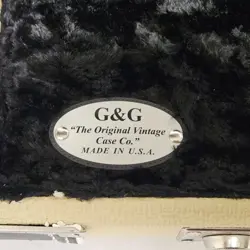 G&G
"The Original Vintage
Case Co."
MADE IN U.S.A.